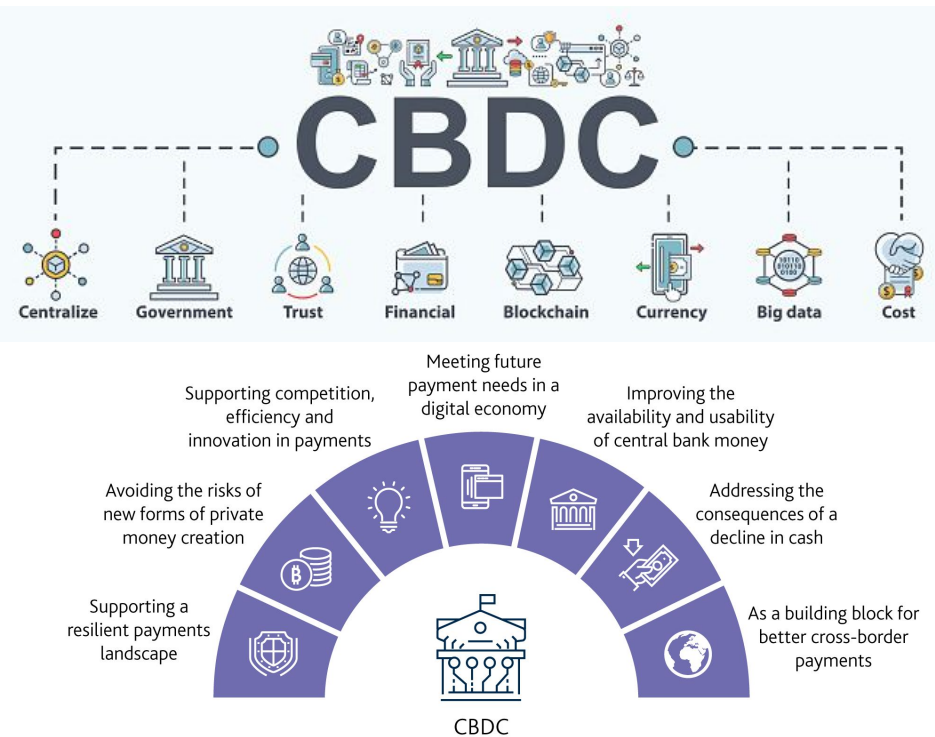 CBDC
Centralize
Government
Trust
Financial
Blockchain
10110
010110
0100
Currency
Big data
Cost
Meeting future
payment needs in a
digital economy
Supporting competition,
efficiency and
innovation in payments
Improving the
availability and usability
of central bank money
Avoiding the risks of
new forms of private
money creation
Addressing the
consequences of a
decline in cash
Supporting a
resilient payments
landscape
As a building block for
better cross-border
payments
CBDC